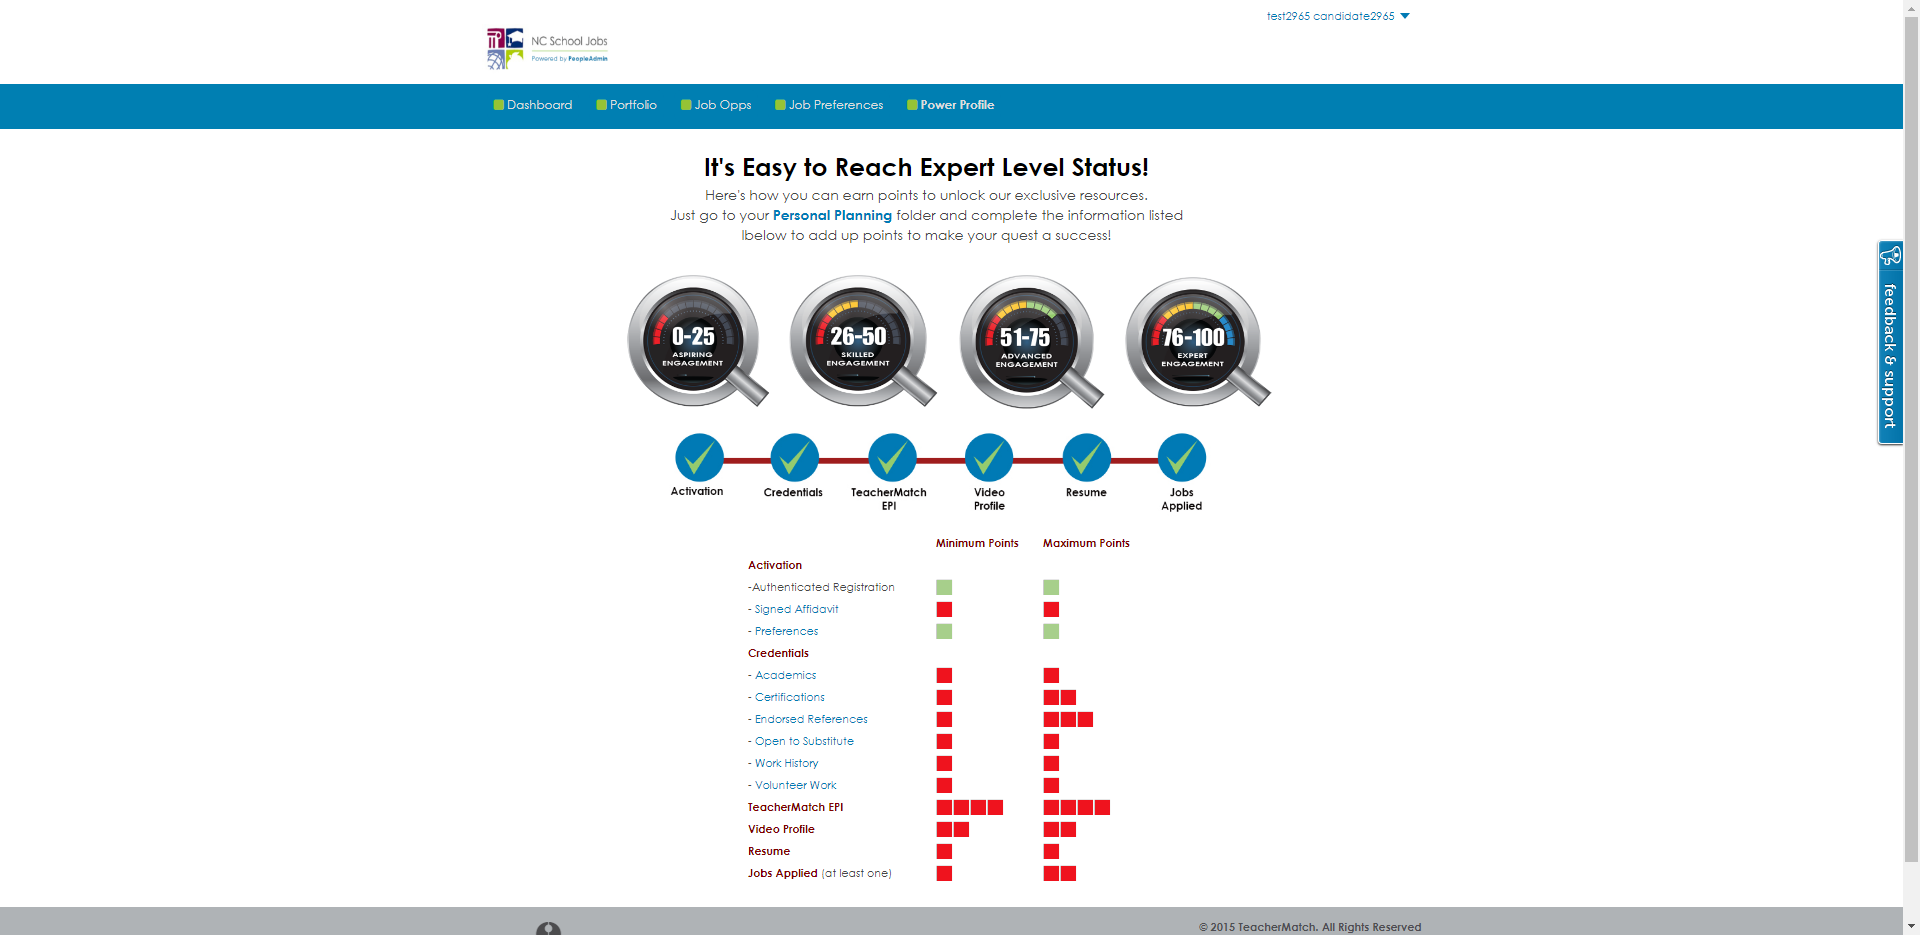 test2965 candidate2965
NC School Jobs
Powered by PeopleAdmin
Dashboard Portfolio Job Opps Job Preferences Power Profile
It's Easy to Reach Expert Level Status!
Here's how you can earn points to unlock our exclusive resources.
Just go to your Personal Planning folder and complete the information listed
lbelow to add up points to make your quest a success!
0-25
ASPIRING
ENGAGEMENT
26-50
SKILLED
ENGAGEMENT
51-75
ADVANCED
ENGAGEMENT
76-100
EXPERT
ENGAGEMENT
feedback & support
Activation
Credentials
TeacherMatch
EPI
Video
Profile
Resume
Jobs
Applied
Minimum Points Maximum Points
Activation
-Authenticated Registration
- Signed Affidavit
- Preferences
Credentials
- Academics
- Certifications
- Endorsed References
- Open to Substitute
- Work History
- Volunteer Work
TeacherMatch EPI
Video Profile
Resume
Jobs Applied (at least one)
© 2015 TeacherMatch. All Rights Reserved